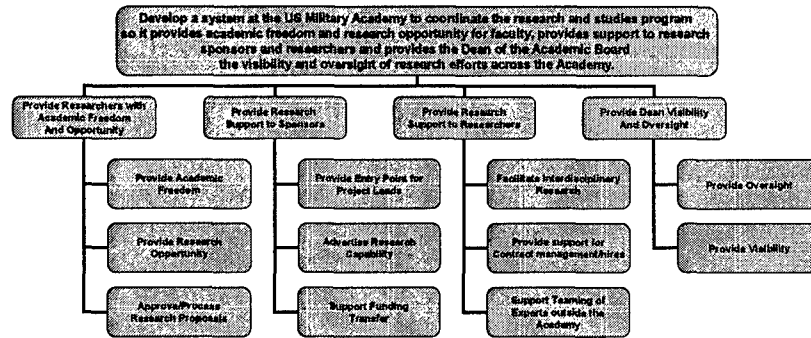 Develop a system at the US Military Academy to coordinate the research and studies program
so it provides academic freedom and research opportunity for faculty, provides support to research
sponsors and researchers and provides the Dean of the Academic Board
the visibility and oversight of research efforts across the Academy.
Provide Researchers with
Academic Freedom
And Opportunity
Provide Academic
Freedom
Provide Research
Opportunity
Approve/Process
Research Proposals
Provide Research
Support to Sponsors
Provide Entry Point for
Project Leads
Advertise Research
Capability
Support Funding
Transfer
Provide Research
Support to Researchers
Facilitate Interdisciplinary
Research
Provide support for
Contract management/hires
Support Teaming of
Experts outside the
Academy
Provide Dean Visibility
And Oversight
Provide Oversight
Provide Visibility